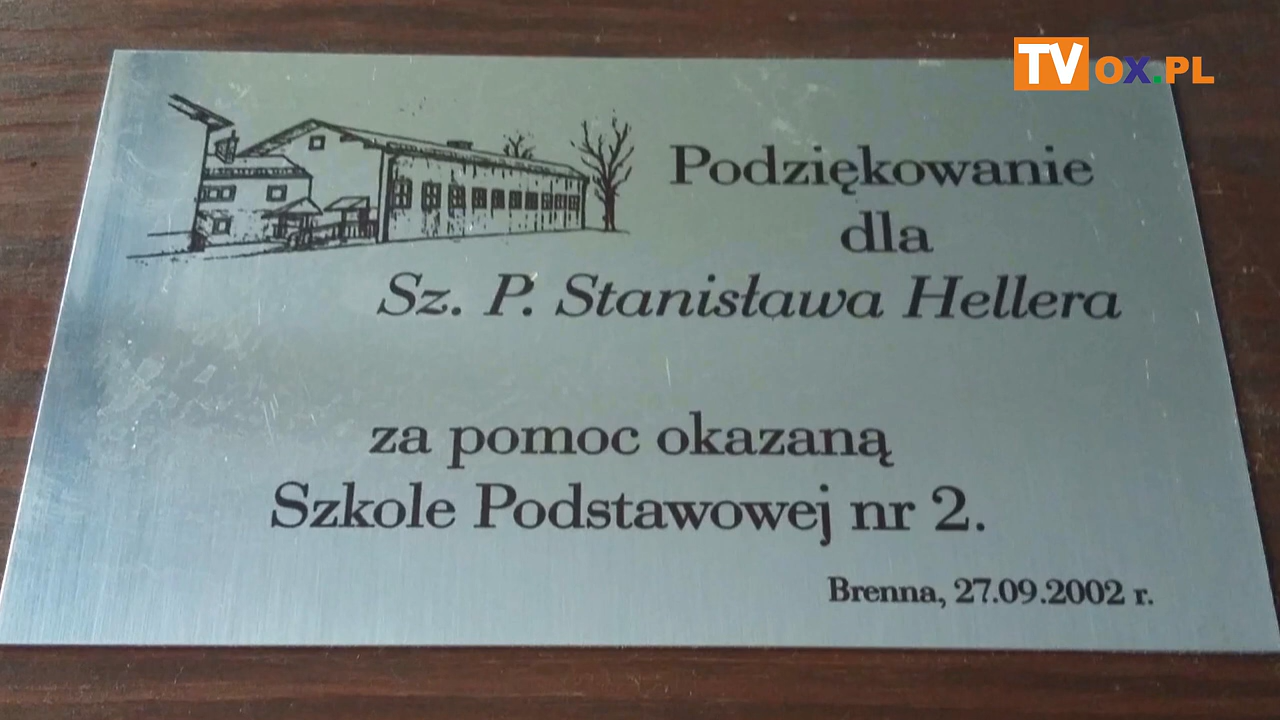 TVOX.PL
Podziękowanie
dla
Sz. P. Stanisława Hellera
za pomoc okazaną
Szkole Podstawowej nr 2.
Brenna, 27.09.2002 r.